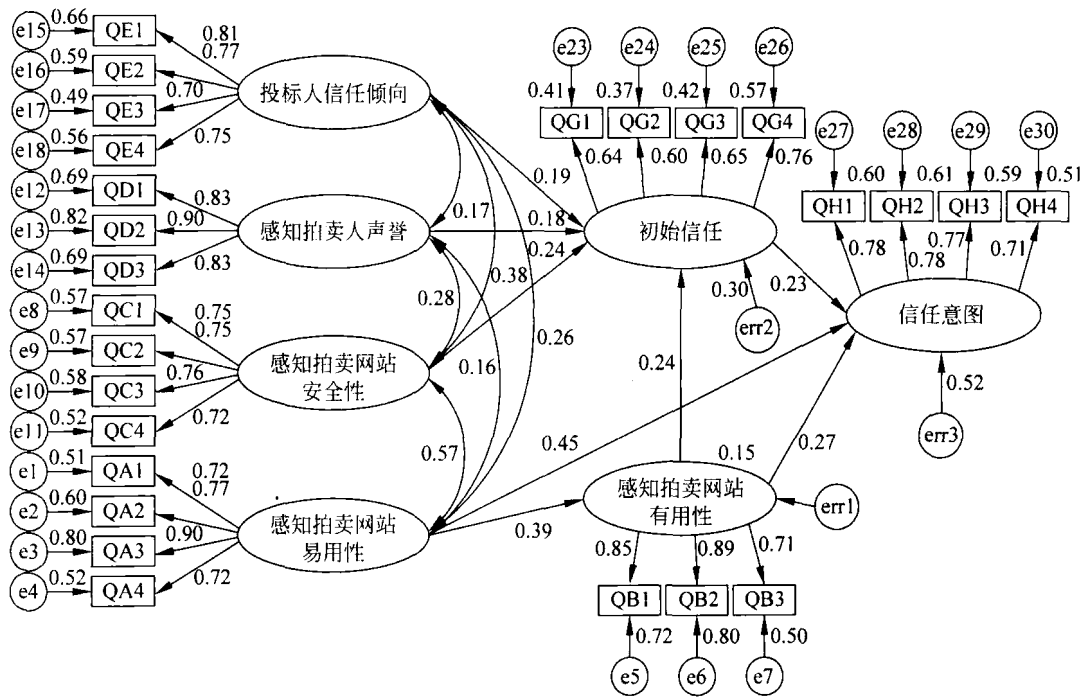 e15 0.66 QE1
0.81
0.77
e16 0.59 QE2
e17 0.49 QE3 0.70
e18 0.56 QE4 0.75
投标人信任倾向
e12 0.69 QD1 0.83
e13 0.82 QD2 0.90
e14 0.69 QD3 0.83
感知拍卖人声誉
e8 0.57 QC1
0.75
0.75
e9 0.57 QC2
e10 0.58 QC3 0.76
e11 0.52 QC4 0.72
感知拍卖网站
安全性
e1 0.51 QA1
0.72
0.77
e2 0.60 QA2
e3 0.80 QA3 0.90
e4 0.52 QA4 0.72
感知拍卖网站
易用性
0.17
0.38
0.28
0.26
0.16
0.57
0.19
0.18
0.24
e23 e24 e25 e26
0.41 0.37 0.42 0.57
QG1 QG2 QG3 QG4
0.64 0.60 0.65 0.76
初始信任
0.30
err2
0.23
0.24
0.45
0.39
0.27
e27 e28 e29 e30
0.60 0.61 0.59 0.51
QH1 QH2 QH3 QH4
0.78 0.78 0.77 0.71
信任意图
0.52
err3
0.15
感知拍卖网站
有用性
err1
0.85 0.89 0.71
QB1 QB2 QB3
0.72 0.80 0.50
e5 e6 e7